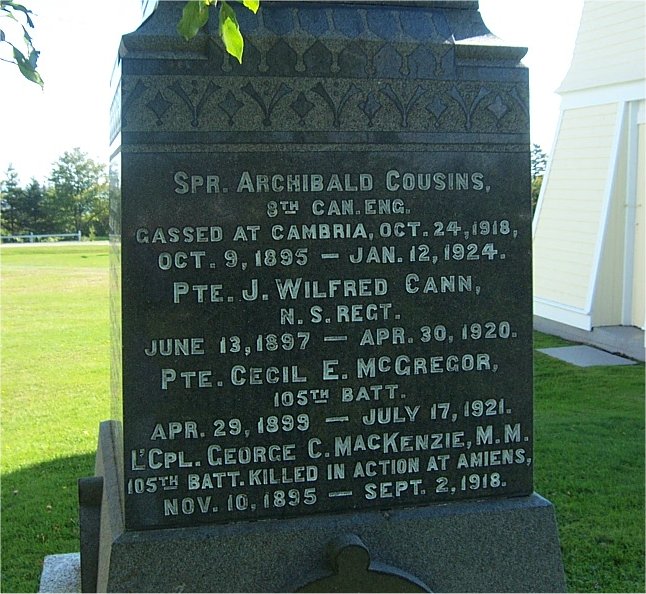 SPR. ARCHIBALD COUSINS,
8TH CAN. ENG.
GASSED AT CAMBRIA, OCT. 24, 1918,
OCT. 9, 1895 — JAN. 12, 1924.
PTE. J. WILFRED CANN,
N. S. REGT.
JUNE 13, 1897 — APR. 30, 1920.
PTE. CECIL E. MCGREGOR,
105TH BATT.
APR. 29, 1899 — JULY 17, 1921.
L'CPL. GEORGE C. MACKENZIE, M. M.
105TH BATT. KILLED IN ACTION AT AMIENS,
NOV. 10, 1895 — SEPT. 2, 1918.